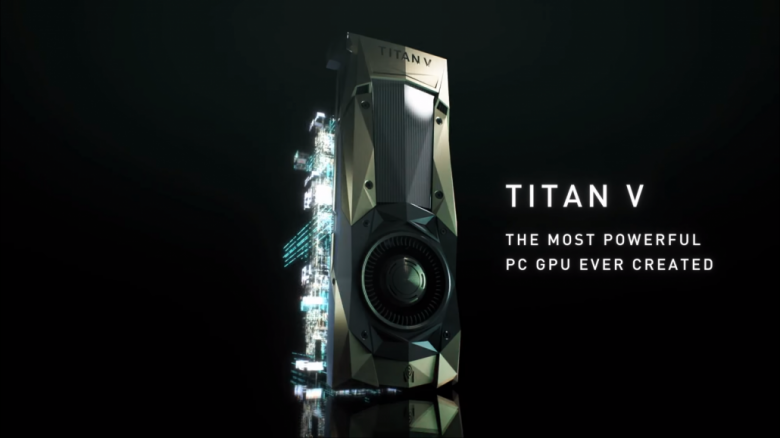 TITAN V
TITAN V
THE MOST POWERFUL
PC GPU EVER CREATED